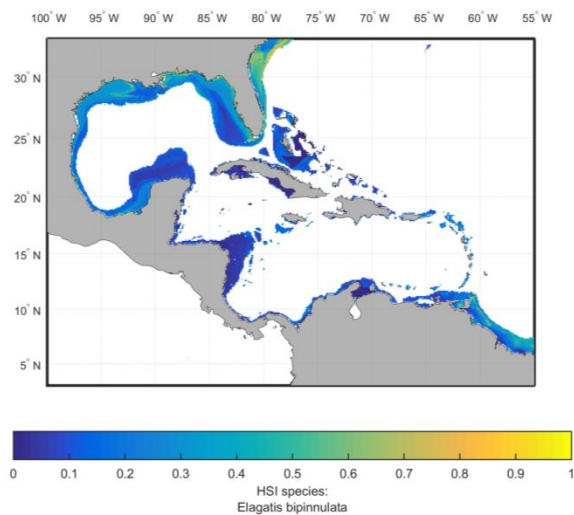 100° W 95° W 90° W 85° W 80° W 75° W 70° W 65° W 60° W 55° W
30° N
25° N
20° N
15° N
10° N
5° N
0 0.1 0.2 0.3 0.4 0.5 0.6 0.7 0.8 0.9 1
HSI species:
Elagatis bipinnulata